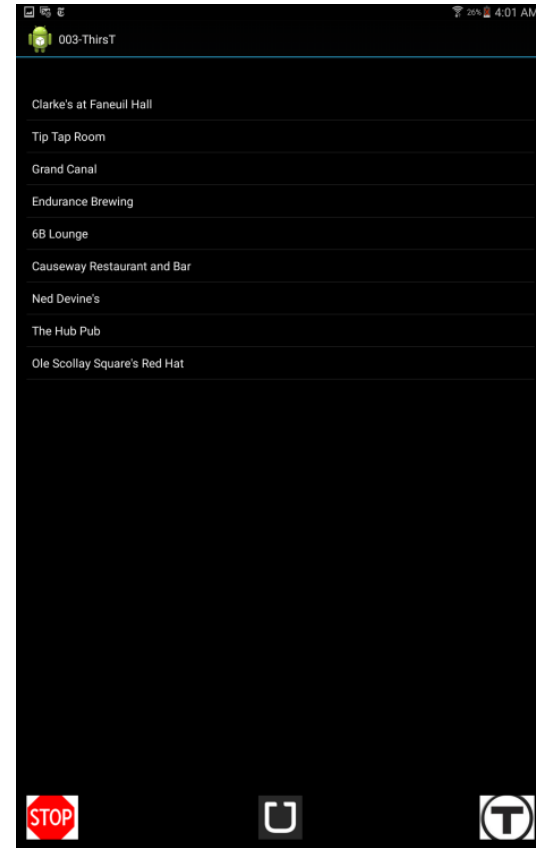 26% 4:01 AM
003-ThirsT
Clarke's at Faneuil Hall
Tip Tap Room
Grand Canal
Endurance Brewing
6B Lounge
Causeway Restaurant and Bar
Ned Devine's
The Hub Pub
Ole Scollay Square's Red Hat
STOP
T